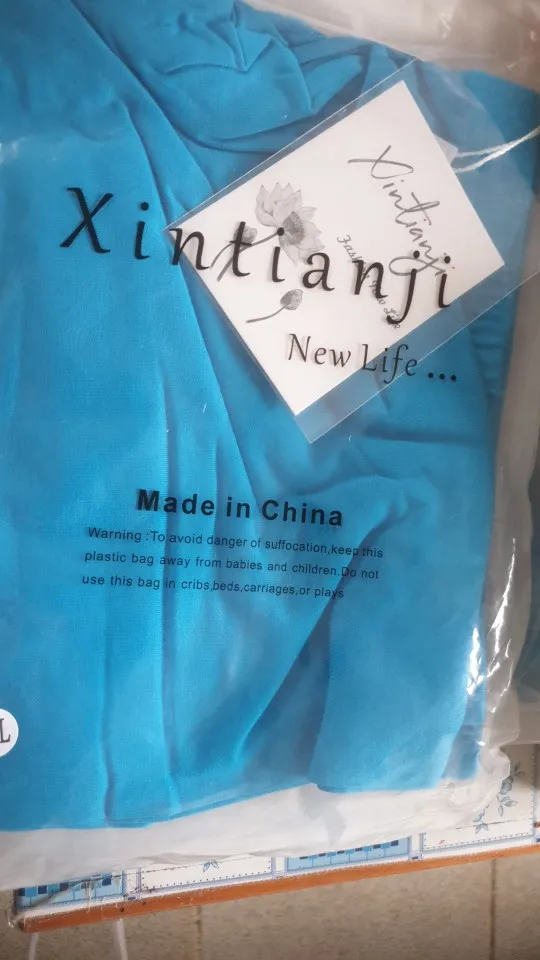 Xintianji
Xintianji
New Life...
Made in China
Warning :To avoid danger of suffocation,keep this
plastic bag away from babies and children.Do not
use this bag in cribs,beds,carriages,or plays
L